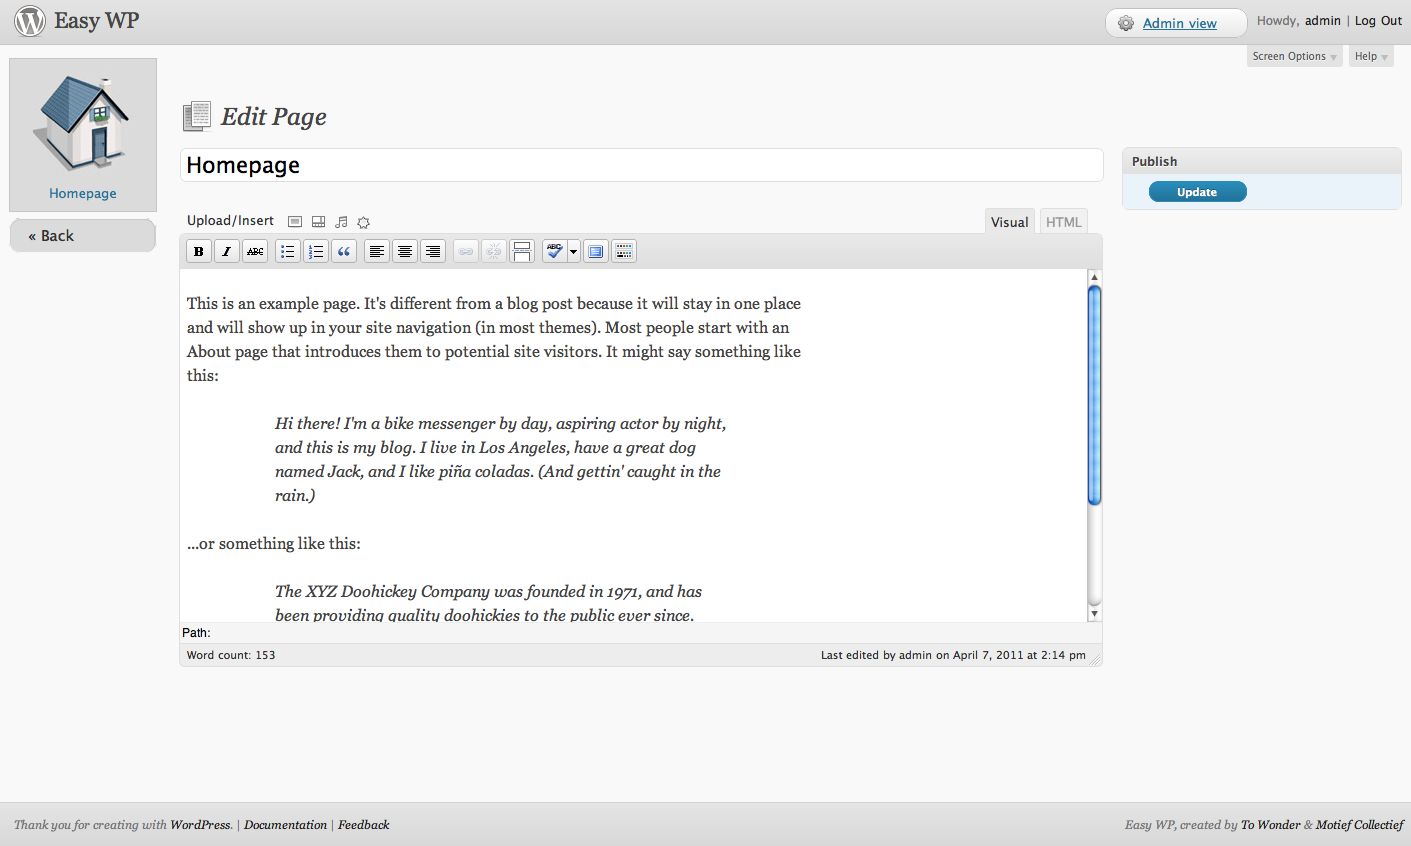 Easy WP
Admin view
Howdy, admin | Log Out
Screen Options
Help
Homepage
« Back
Edit Page
Homepage
Upload/Insert
Visual
HTML
B I ABC
ABC
This is an example page. It's different from a blog post because it will stay in one place
and will show up in your site navigation (in most themes). Most people start with an
About page that introduces them to potential site visitors. It might say something like
this:
Hi there! I'm a bike messenger by day, aspiring actor by night,
and this is my blog. I live in Los Angeles, have a great dog
named Jack, and I like piña coladas. (And gettin' caught in the
rain.)
...or something like this:
The XYZ Doohickey Company was founded in 1971, and has
been providing quality doohickies to the public ever since.
Path:
Word count: 153
Last edited by admin on April 7, 2011 at 2:14 pm
Publish
Update
Thank you for creating with WordPress. | Documentation | Feedback
Easy WP, created by To Wonder & Motief Collectief